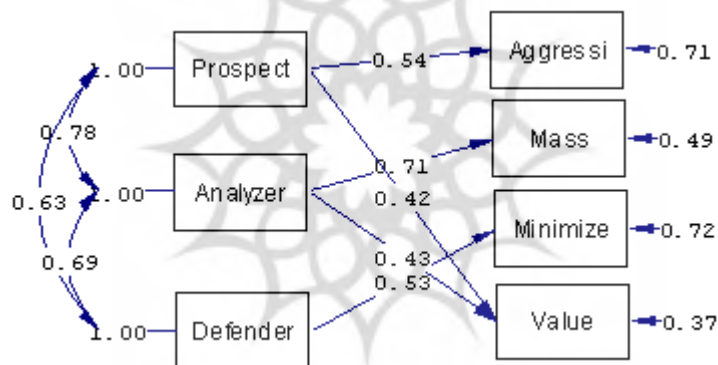 Aggressi
Prospect
0.54
0.71
1.00
Mass
0.78
0.49
0.71
Analyzer
1.00
0.42
0.63
Minimize
0.72
0.43
0.69
0.53
Value
0.37
Defender
1.00